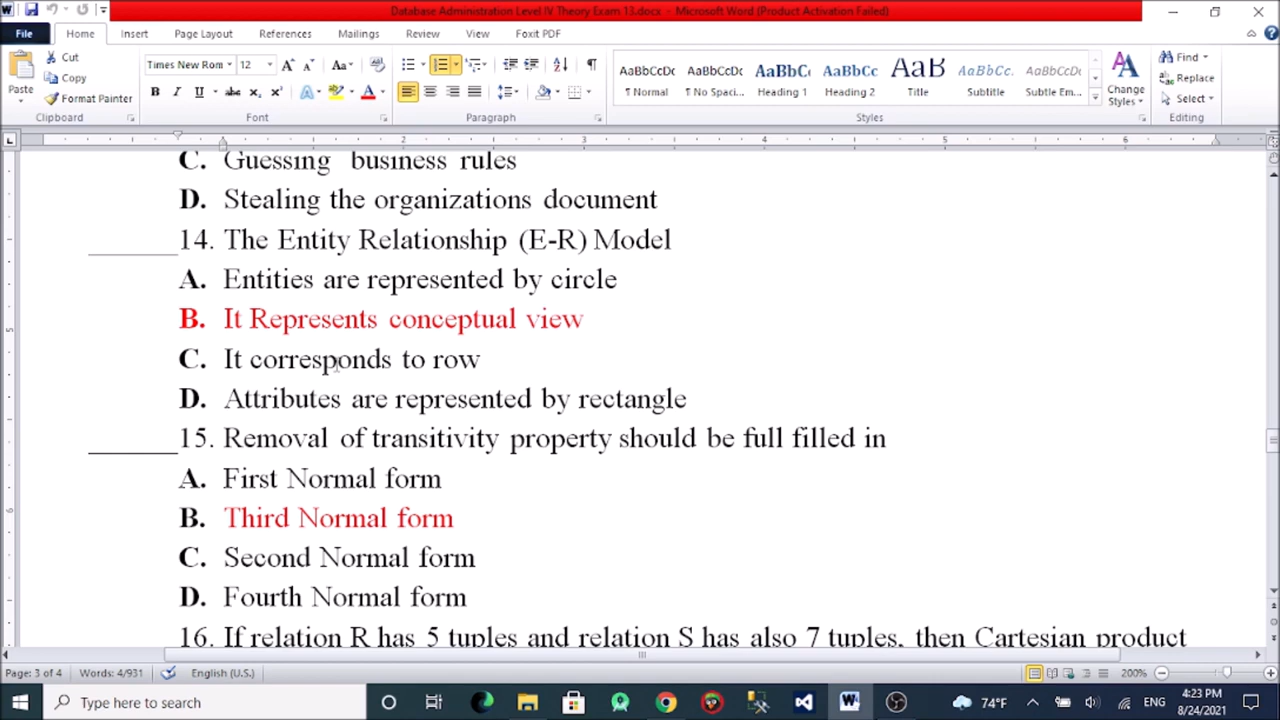 Database Administration Level IV Theory Exam 13.docx - Microsoft Word (Product Activation Failed)
File Home Insert Page Layout References Mailings Review View Foxit PDF
Paste
Cut
Copy
Format Painter
Clipboard
Times New Rom 12
Font
Paragraph
AaBbCcDc AaBbCcDc AaBbCc AaBbCc AaB AaBbCc. AaBbCcDc
¶ Normal ¶ No Spaci... Heading 1 Heading 2 Title Subtitle Subtle Em...
Change
Styles
Styles
Find
Replace
Select
Editing
2 3 4 5 6
C. Guessing business rules
D. Stealing the organizations document
________14. The Entity Relationship (E-R) Model
A. Entities are represented by circle
B. It Represents conceptual view
C. It corresponds to row
D. Attributes are represented by rectangle
________15. Removal of transitivity property should be full filled in
A. First Normal form
B. Third Normal form
C. Second Normal form
D. Fourth Normal form
16. If relation R has 5 tuples and relation S has also 7 tuples, then Cartesian product
Page: 3 of 4 Words: 4/931 English (U.S.) 200%
Type here to search
74°F ENG
4:23 PM
8/24/2021